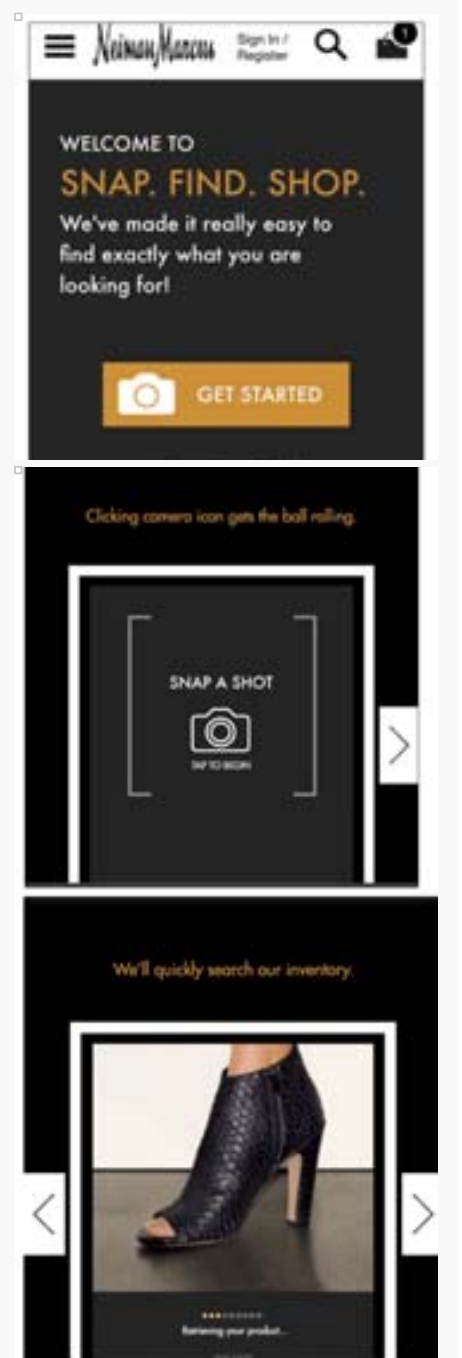 Neiman Marcus
Sign In /
Register
1
WELCOME TO
SNAP. FIND. SHOP.
We've made it really easy to
find exactly what you are
looking for!
GET STARTED
Clicking camera icon gets the ball rolling.
SNAP A SHOT
TAP TO BEGIN
We'll quickly search our inventory.
Retrieving your product...